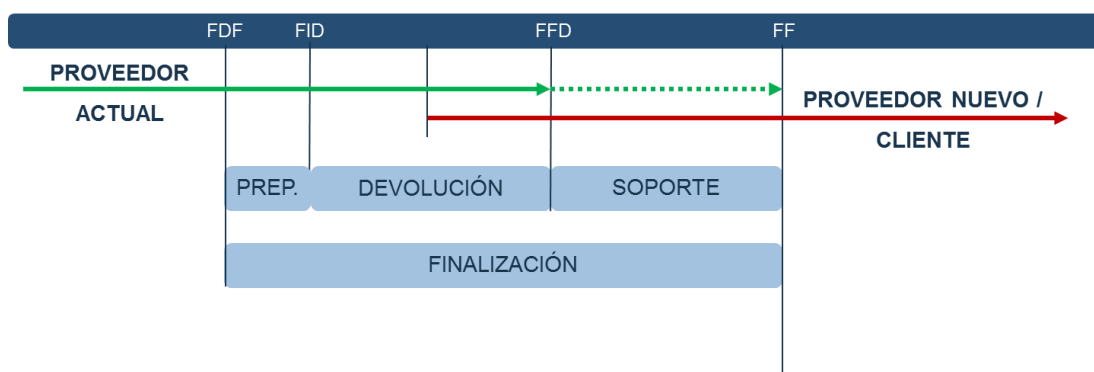 FDF FID FFD FF
PROVEEDOR
ACTUAL
PROVEEDOR NUEVO /
CLIENTE
PREP. DEVOLUCIÓN SOPORTE
FINALIZACIÓN